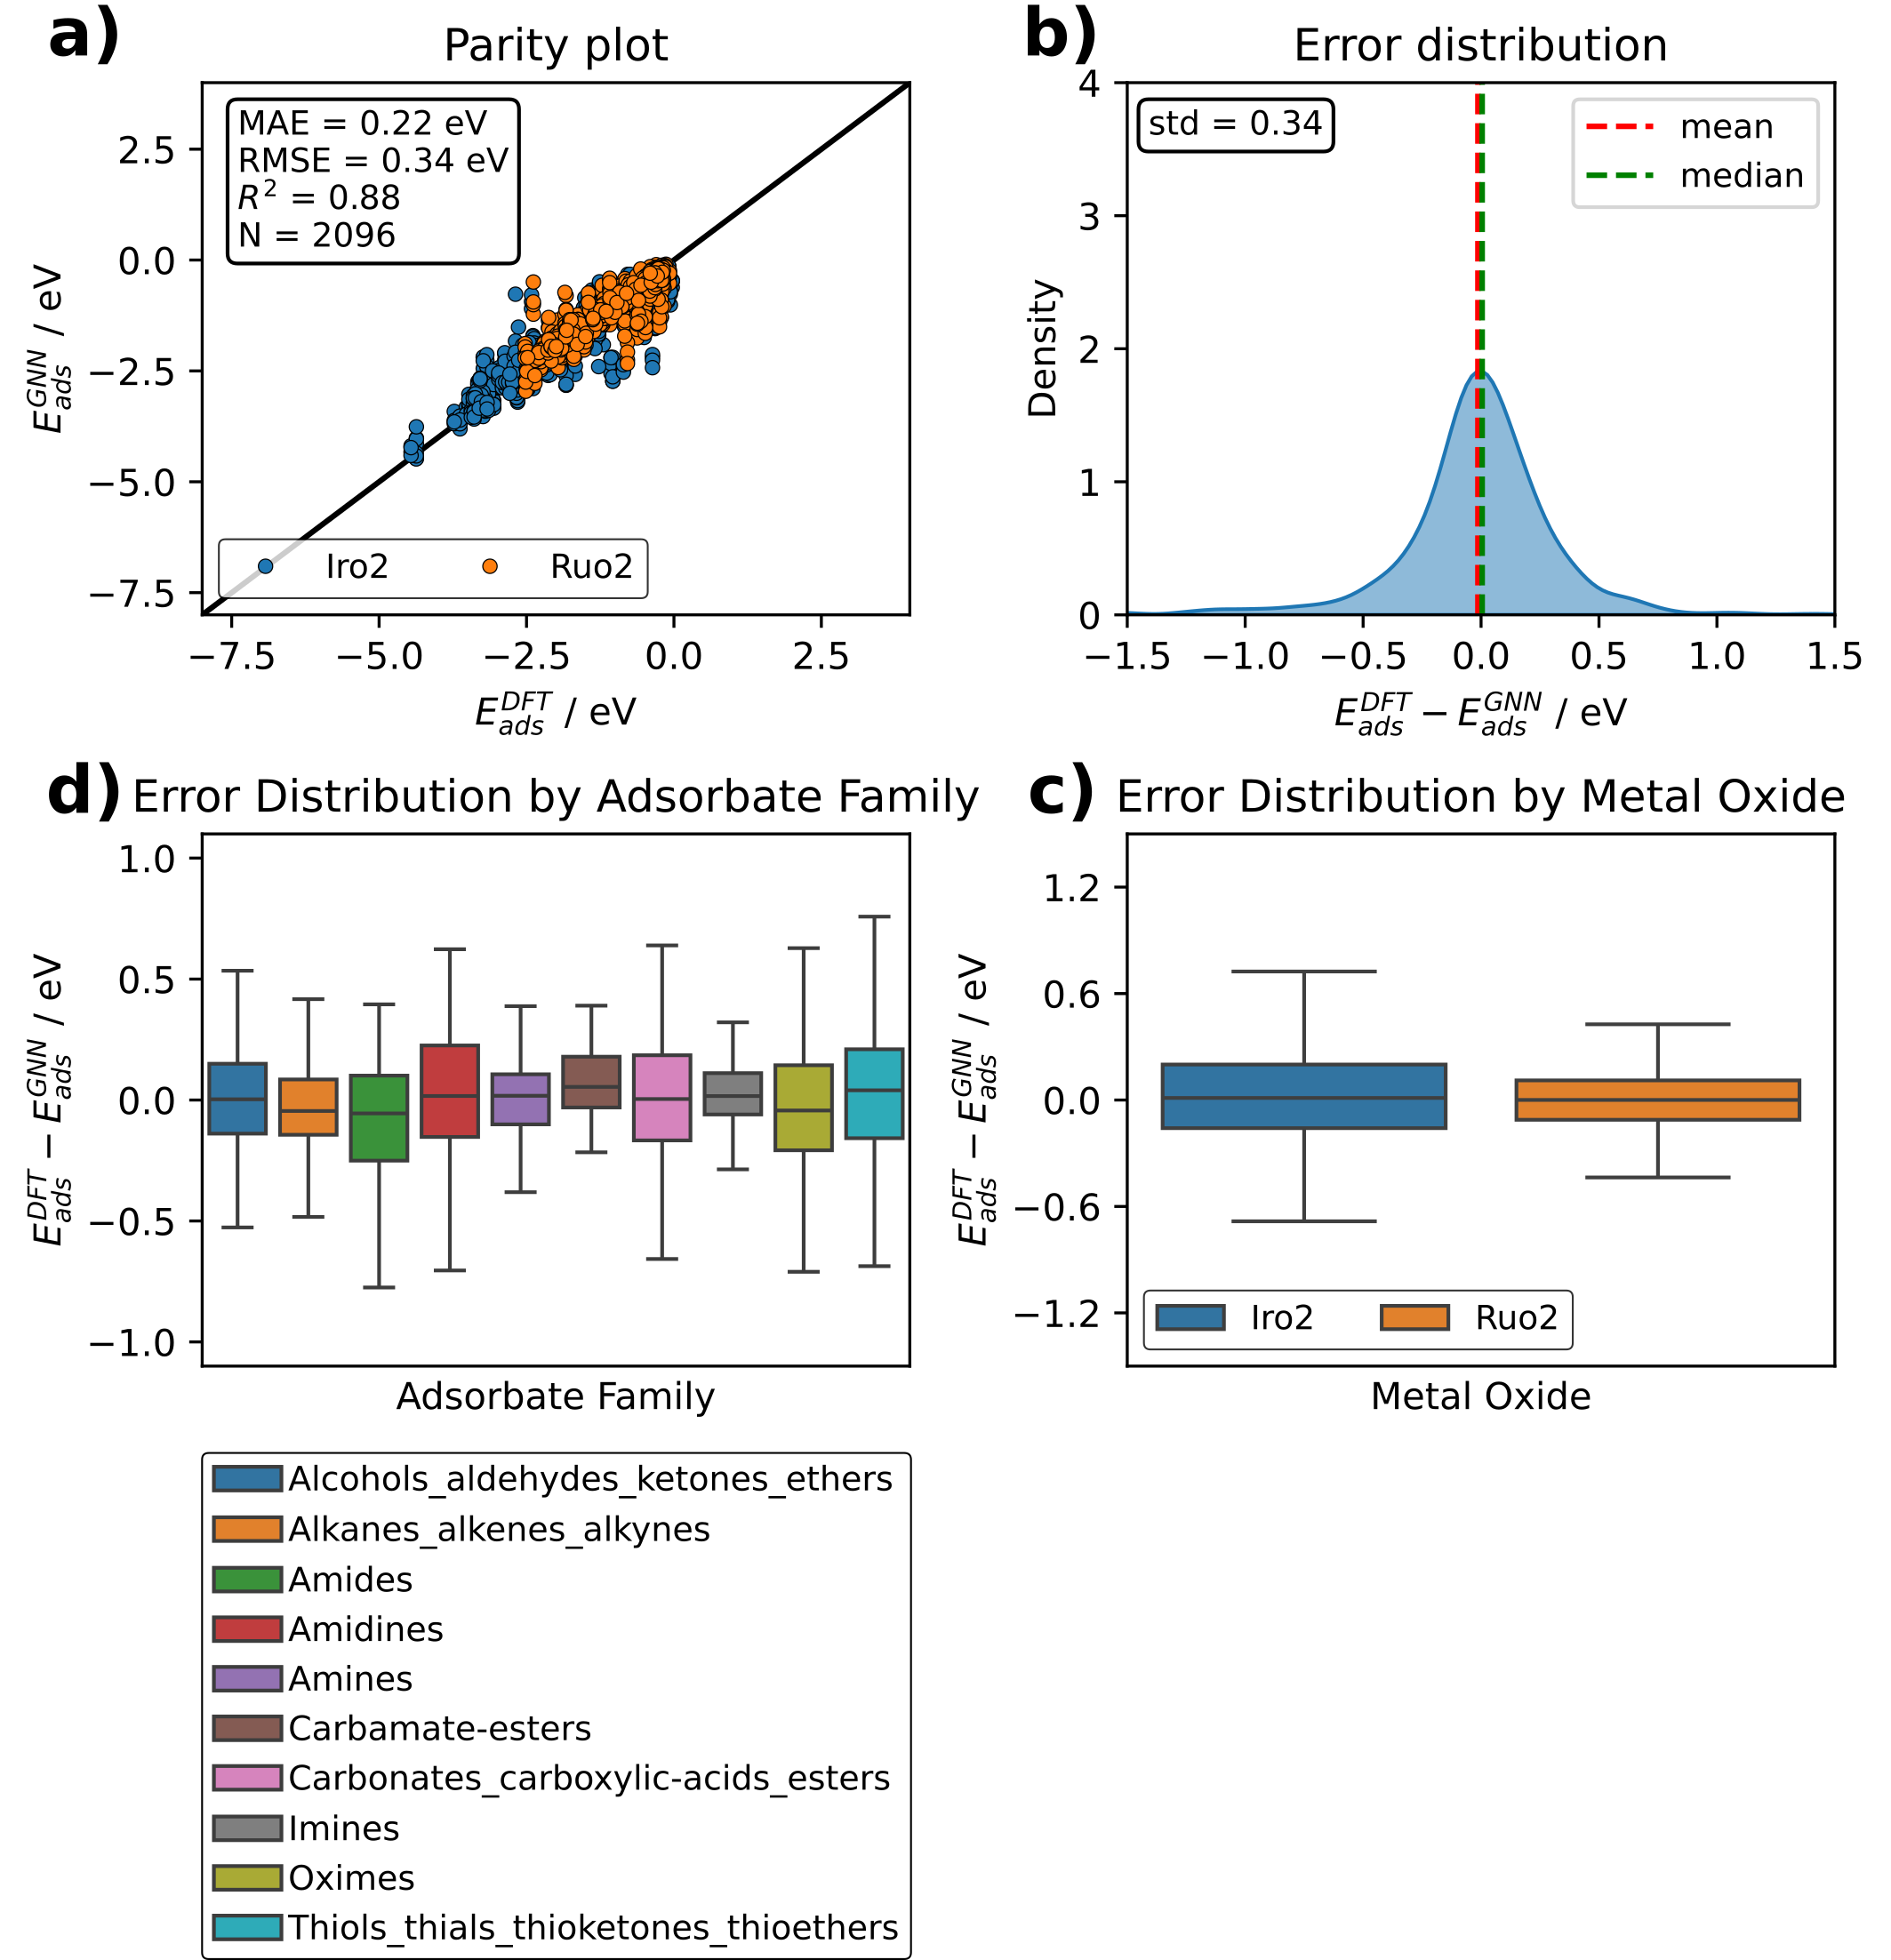 a)
Parity plot
MAE = 0.22 eV
RMSE = 0.34 eV
R² = 0.88
N = 2096
2.5
0.0
−2.5
−5.0
−7.5
E_ads^GNN / eV
Iro2 Ruo2
−7.5 −5.0 −2.5 0.0 2.5
E_ads^DFT / eV
b)
Error distribution
std = 0.34
mean
median
4
3
2
1
0
Density
−1.5 −1.0 −0.5 0.0 0.5 1.0 1.5
E_ads^DFT − E_ads^GNN / eV
d) Error Distribution by Adsorbate Family
1.0
0.5
0.0
−0.5
−1.0
E_ads^DFT − E_ads^GNN / eV
Adsorbate Family
Alcohols_aldehydes_ketones_ethers
Alkanes_alkenes_alkynes
Amides
Amidines
Amines
Carbamate-esters
Carbonates_carboxylic-acids_esters
Imines
Oximes
Thiols_thials_thioketones_thioethers
c) Error Distribution by Metal Oxide
1.2
0.6
0.0
−0.6
−1.2
E_ads^DFT − E_ads^GNN / eV
Iro2 Ruo2
Metal Oxide